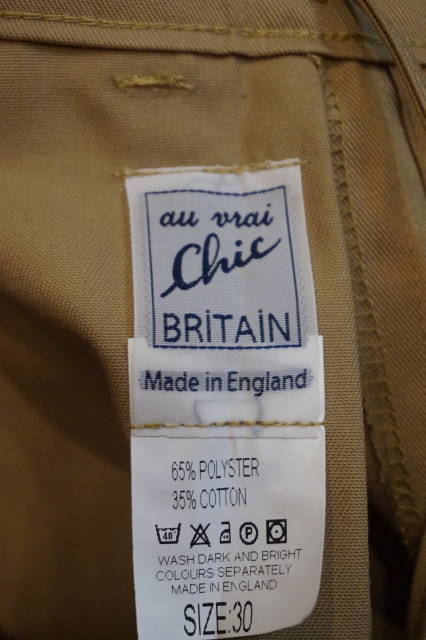 au vrai
Chic
BRiTAiN
Made in England
65% POLYSTER
35% COTTON
40 P
WASH DARK AND BRIGHT
COLOURS SEPARATELY
MADE IN ENGLAND
SIZE:30